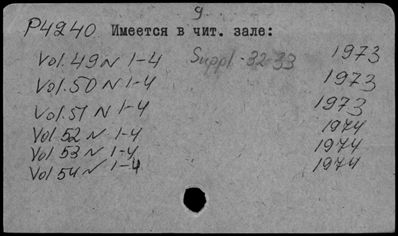 9
P4240 Имеется в чит. зале:
Vol. 49 N 1-4 Suppl.-32-33 1973
Vol. 50 N 1-4 1973
Vol. 51 N 1-4 1973
Vol 52 N 1-4 1974
Vol 53 N 1-4 1974
Vol 54 N 1-4 1974